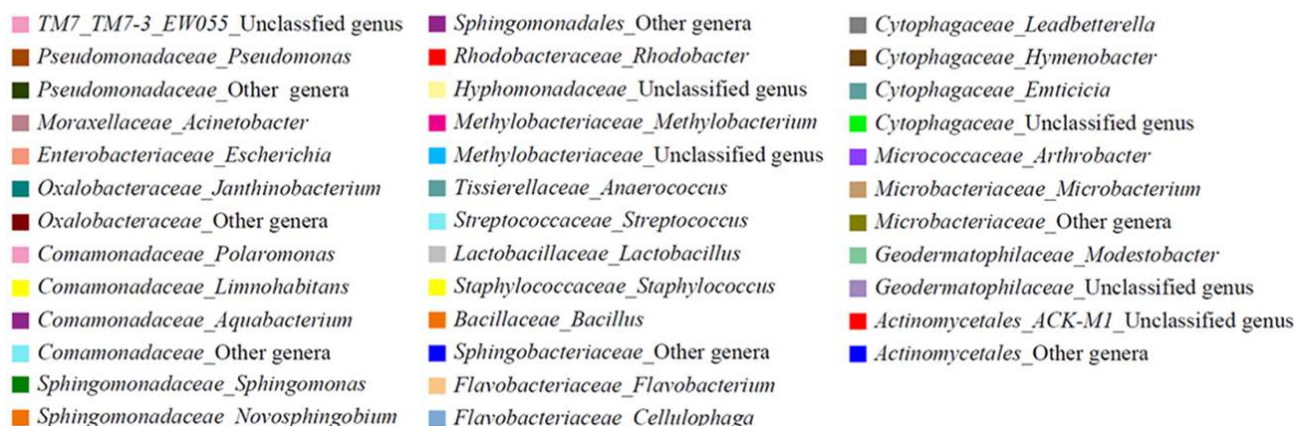 TM7_TM7-3_EW055_Unclassfied genus
Pseudomonadaceae_Pseudomonas
Pseudomonadaceae_Other genera
Moraxellaceae_Acinetobacter
Enterobacteriaceae_Escherichia
Oxalobacteraceae_Janthinobacterium
Oxalobacteraceae_Other genera
Comamonadaceae_Polaromonas
Comamonadaceae_Limnohabitans
Comamonadaceae_Aquabacterium
Comamonadaceae_Other genera
Sphingomonadaceae_Sphingomonas
Sphingomonadaceae_Novosphingobium
Sphingomonadales_Other genera
Rhodobacteraceae_Rhodobacter
Hyphomonadaceae_Unclassified genus
Methylobacteriaceae_Methylobacterium
Methylobacteriaceae_Unclassified genus
Tissierellaceae_Anaerococcus
Streptococcaceae_Streptococcus
Lactobacillaceae_Lactobacillus
Staphylococcaceae_Staphylococcus
Bacillaceae_Bacillus
Sphingobacteriaceae_Other genera
Flavobacteriaceae_Flavobacterium
Flavobacteriaceae_Cellulophaga
Cytophagaceae_Leadbetterella
Cytophagaceae_Hymenobacter
Cytophagaceae_Emticicia
Cytophagaceae_Unclassified genus
Micrococcaceae_Arthrobacter
Microbacteriaceae_Microbacterium
Microbacteriaceae_Other genera
Geodermatophilaceae_Modestobacter
Geodermatophilaceae_Unclassified genus
Actinomycetales_ACK-M1_Unclassified genus
Actinomycetales_Other genera